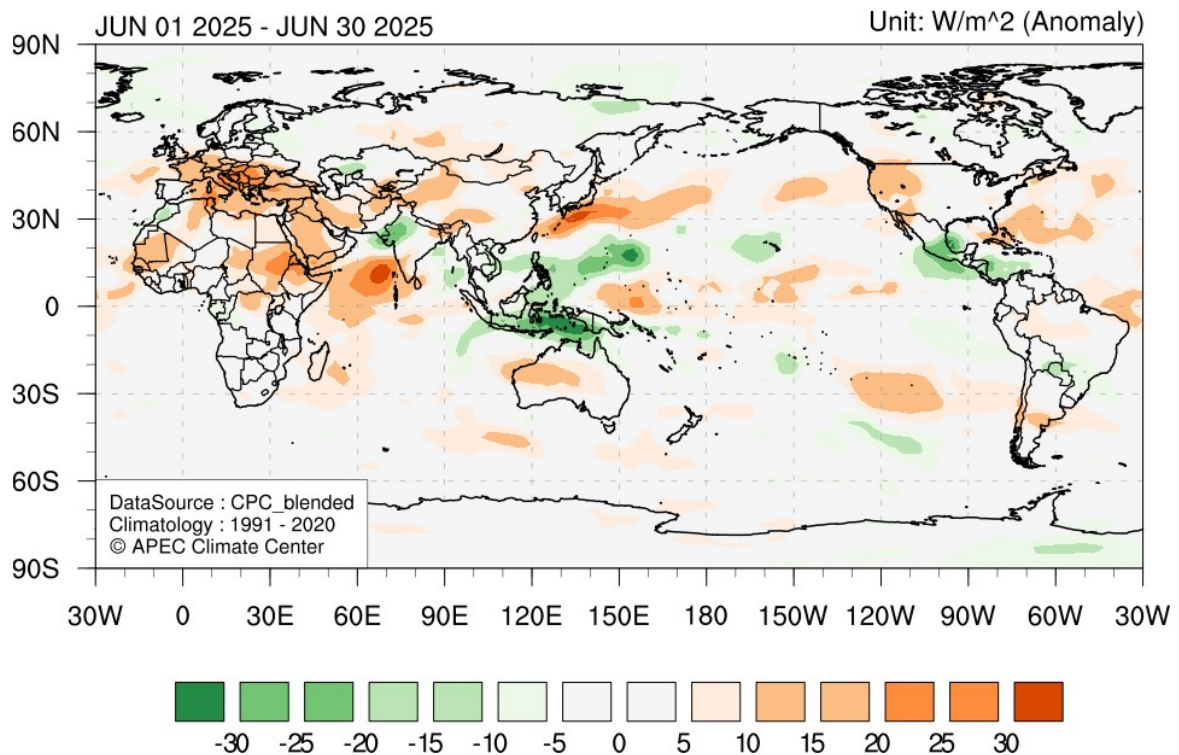 JUN 01 2025 - JUN 30 2025
Unit: W/m^2 (Anomaly)
90N
60N
30N
0
30S
60S
90S
DataSource : CPC_blended
Climatology : 1991 - 2020
© APEC Climate Center
30W 0 30E 60E 90E 120E 150E 180 150W 120W 90W 60W 30W
-30 -25 -20 -15 -10 -5 0 5 10 15 20 25 30